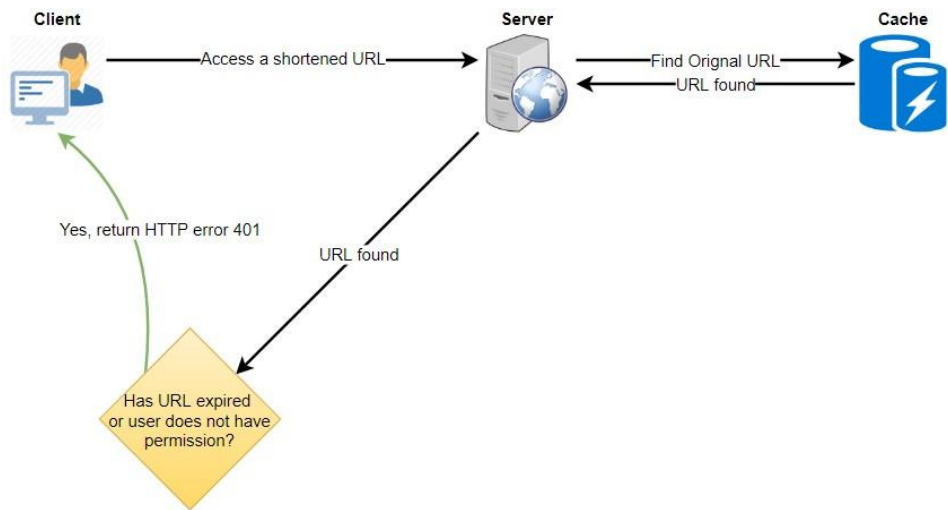 Client
Server
Cache
Access a shortened URL
Find Orignal URL
URL found
Yes, return HTTP error 401
URL found
Has URL expired
or user does not have
permission?